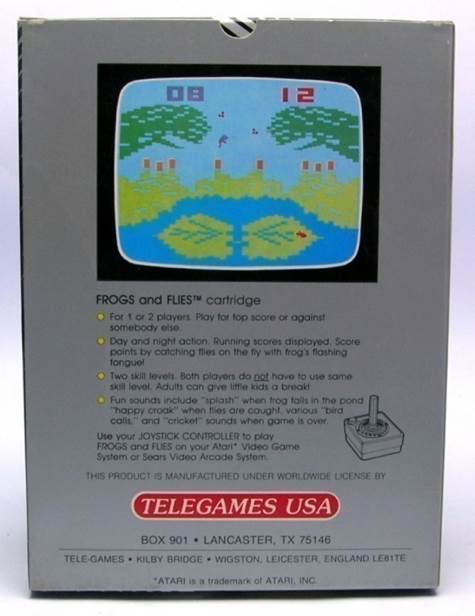 08 12
FROGS and FLIES™ cartridge
For 1 or 2 players. Play for top score or against
somebody else.
Day and night action. Running scores displayed. Score
points by catching flies on the fly with frog's flashing
tongue!
Two skill levels. Both players do not have to use same
skill level. Adults can give little kids a break!
Fun sounds include "splash" when frog falls in the pond
"happy croak" when flies are caught, various "bird
calls," and "cricket" sounds when game is over.
Use your JOYSTICK CONTROLLER to play
FROGS and FLIES on your Atari* Video Game
System or Sears Video Arcade System.
THIS PRODUCT IS MANUFACTURED UNDER WORLDWIDE LICENSE BY
TELEGAMES USA
BOX 901 • LANCASTER, TX 75146
TELE-GAMES • KILBY BRIDGE • WIGSTON, LEICESTER, ENGLAND LE81TE
*ATARI is a trademark of ATARI, INC.